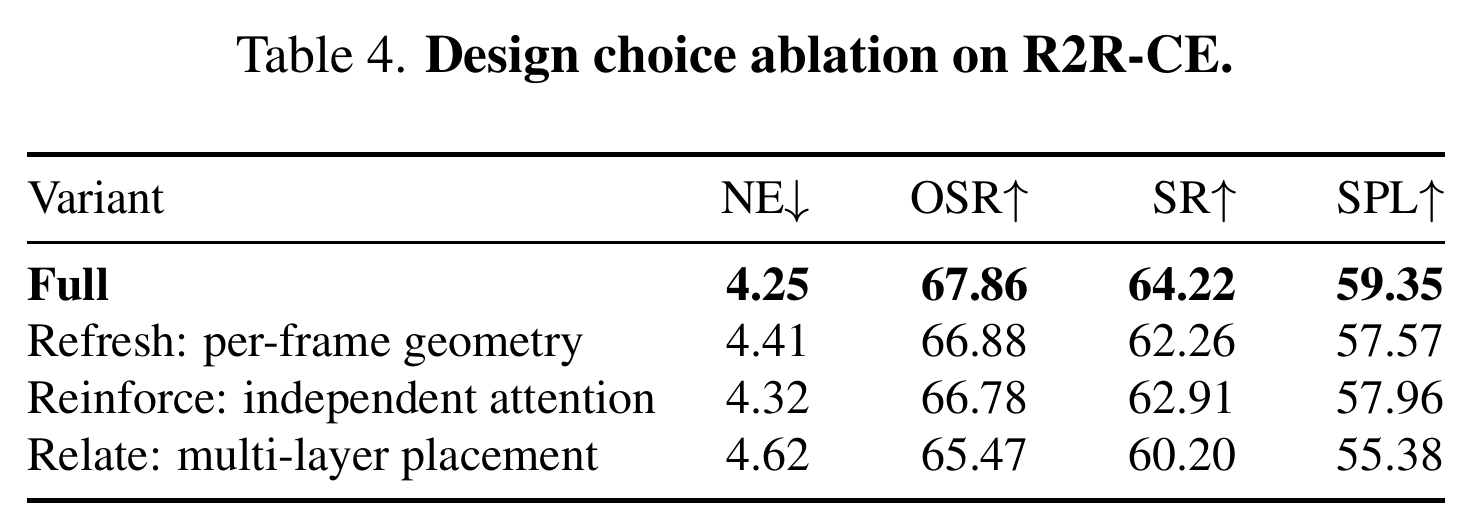 Table 4. Design choice ablation on R2R-CE.
Variant NE↓ OSR↑ SR↑ SPL↑
Full 4.25 67.86 64.22 59.35
Refresh: per-frame geometry 4.41 66.88 62.26 57.57
Reinforce: independent attention 4.32 66.78 62.91 57.96
Relate: multi-layer placement 4.62 65.47 60.20 55.38